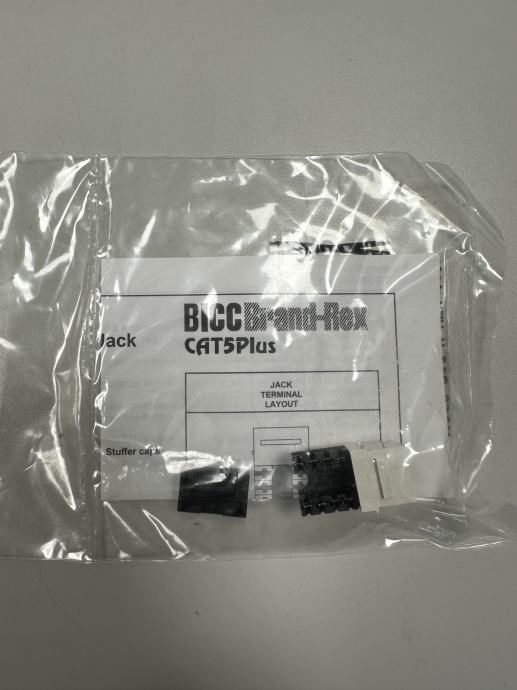 BICC Brand-Rex
Jack
CAT5Plus
JACK
TERMINAL
LAYOUT
Stuffer caps